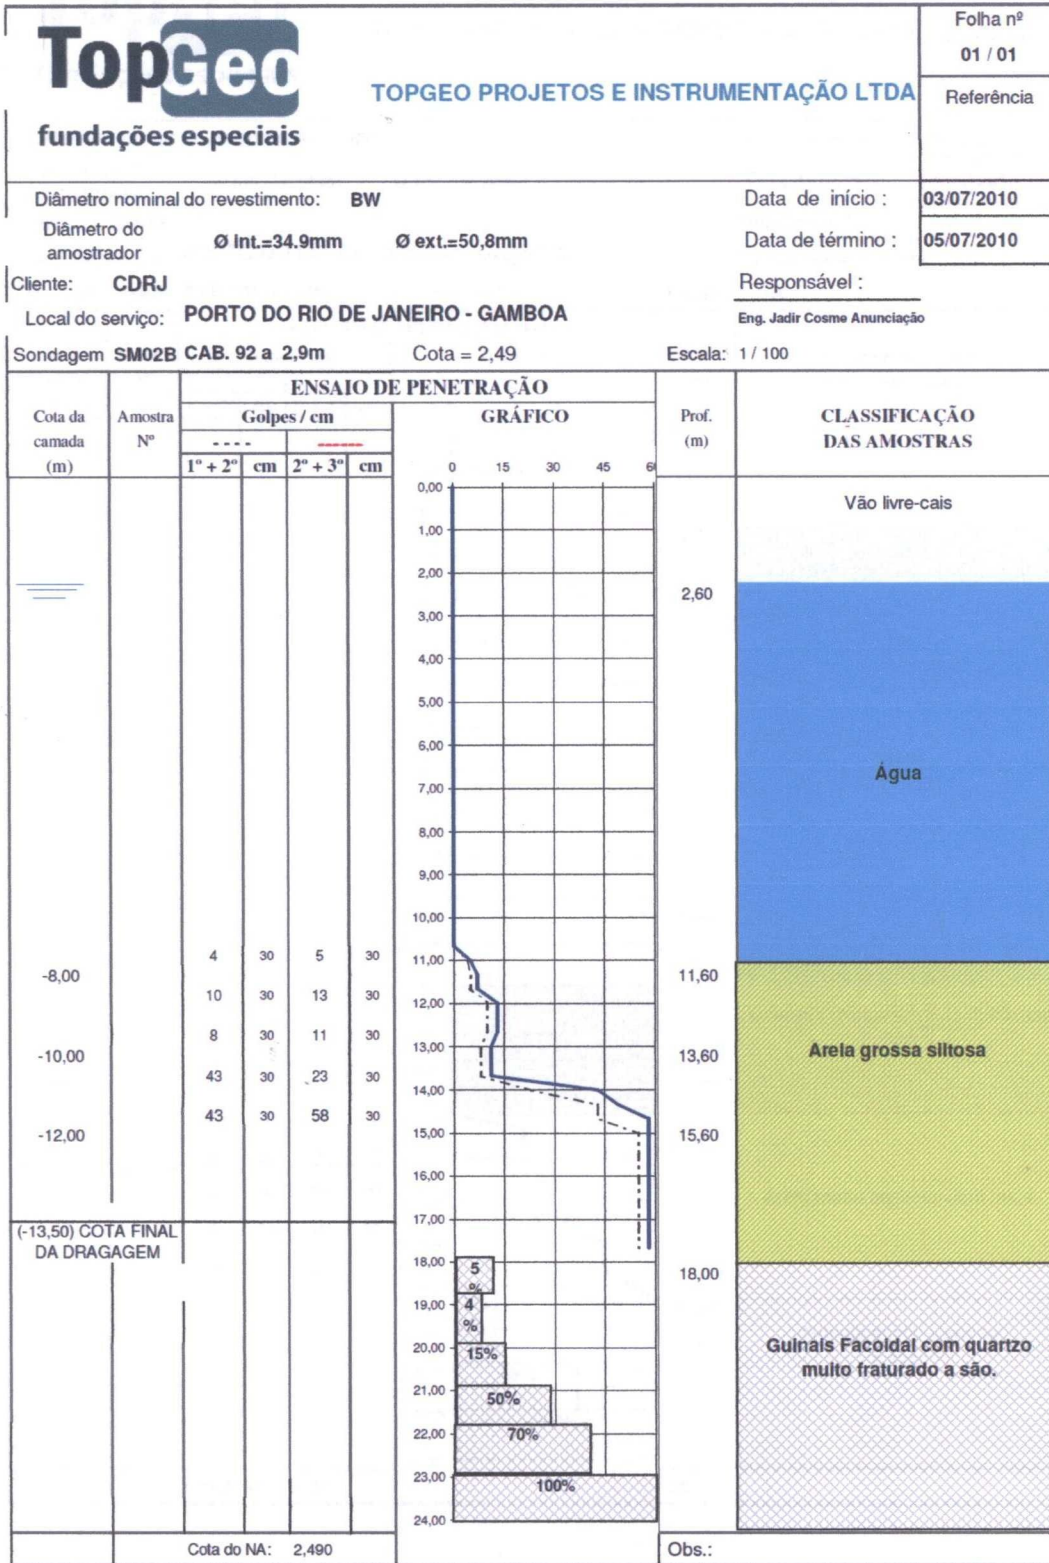 TopGeo
fundações especiais
TOPGEO PROJETOS E INSTRUMENTAÇÃO LTDA
Folha nº
01 / 01
Referência
Diâmetro nominal do revestimento: BW
Data de início : 03/07/2010
Diâmetro do amostrador Ø int.=34.9mm Ø ext.=50,8mm
Data de término : 05/07/2010
Cliente: CDRJ
Responsável :
Local do serviço: PORTO DO RIO DE JANEIRO - GAMBOA
Eng. Jadir Cosme Anunciação
Sondagem SM02B CAB. 92 a 2,9m Cota = 2,49 Escala: 1 / 100
ENSAIO DE PENETRAÇÃO
Cota da camada (m)
Amostra Nº
Golpes / cm
1º + 2º cm 2º + 3º cm
GRÁFICO
Prof. (m)
CLASSIFICAÇÃO DAS AMOSTRAS
0 15 30 45 60
0,00
1,00
2,00
3,00
4,00
5,00
6,00
7,00
8,00
9,00
10,00
11,00
12,00
13,00
14,00
15,00
16,00
17,00
18,00
19,00
20,00
21,00
22,00
23,00
24,00
Vão livre-cais
2,60
Água
4 30 5 30
-8,00
11,60
10 30 13 30
8 30 11 30
-10,00
13,60
Areia grossa siltosa
43 30 23 30
43 30 58 30
-12,00
15,60
(-13,50) COTA FINAL
DA DRAGAGEM
18,00
5 %
4 %
15%
50%
70%
100%
Guinais Facoidal com quartzo
muito fraturado a são.
Cota do NA: 2,490
Obs.: